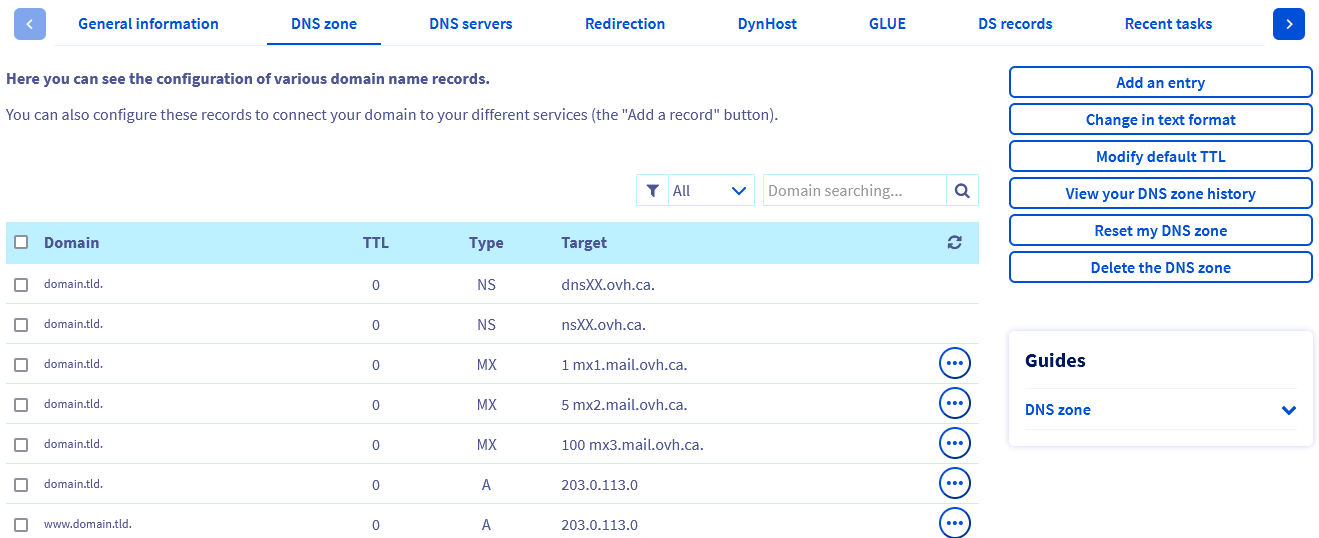 General information DNS zone DNS servers Redirection DynHost GLUE DS records Recent tasks
Here you can see the configuration of various domain name records.
You can also configure these records to connect your domain to your different services (the "Add a record" button).
Add an entry
Change in text format
Modify default TTL
View your DNS zone history
Reset my DNS zone
Delete the DNS zone
All Domain searching...
Domain TTL Type Target
domain.tld. 0 NS dnsXX.ovh.ca.
domain.tld. 0 NS nsXX.ovh.ca.
domain.tld. 0 MX 1 mx1.mail.ovh.ca.
domain.tld. 0 MX 5 mx2.mail.ovh.ca.
domain.tld. 0 MX 100 mx3.mail.ovh.ca.
domain.tld. 0 A 203.0.113.0
www.domain.tld. 0 A 203.0.113.0
Guides
DNS zone